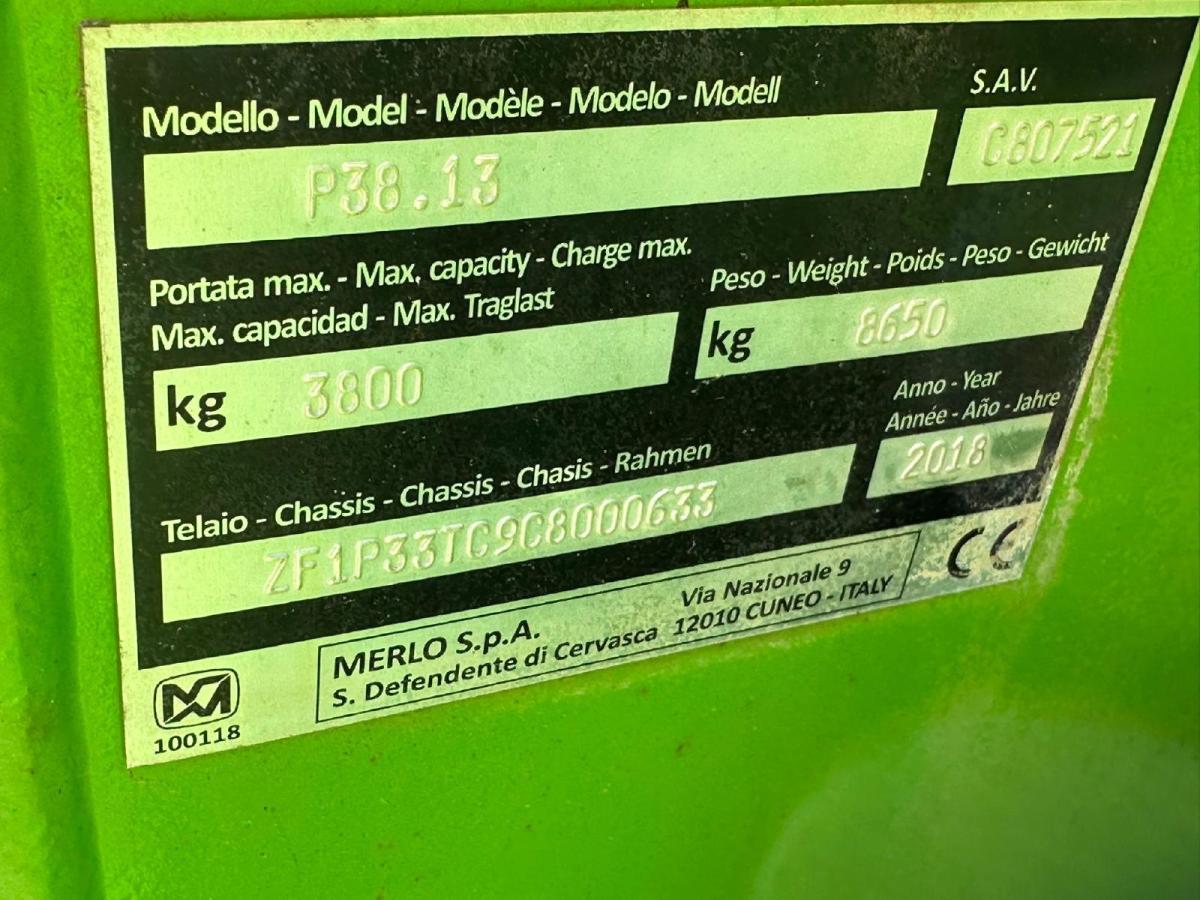 Modello - Model - Modèle - Modelo - Modell
S.A.V.
P38.13
C807521
Portata max. - Max. capacity - Charge max.
Max. capacidad - Max. Traglast
Peso - Weight - Poids - Peso - Gewicht
kg 3800
kg 8650
Anno - Year
Année - Año - Jahre
2018
Telaio - Chassis - Chassis - Chasis - Rahmen
ZF1P33TC9C8000633
MERLO S.p.A.
S. Defendente di Cervasca
Via Nazionale 9
12010 CUNEO - ITALY
CE
100118